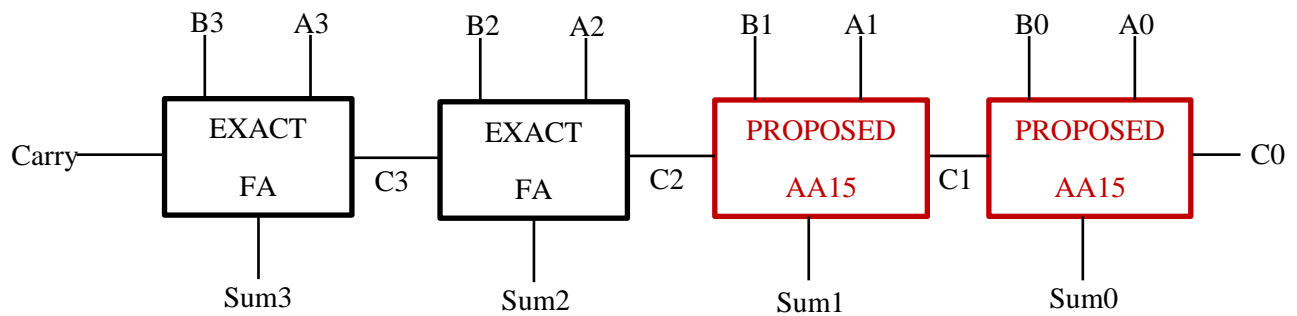 B3 A3 B2 A2 B1 A1 B0 A0
EXACT EXACT PROPOSED PROPOSED
Carry C3 C2 C1 C0
FA FA AA15 AA15
Sum3 Sum2 Sum1 Sum0